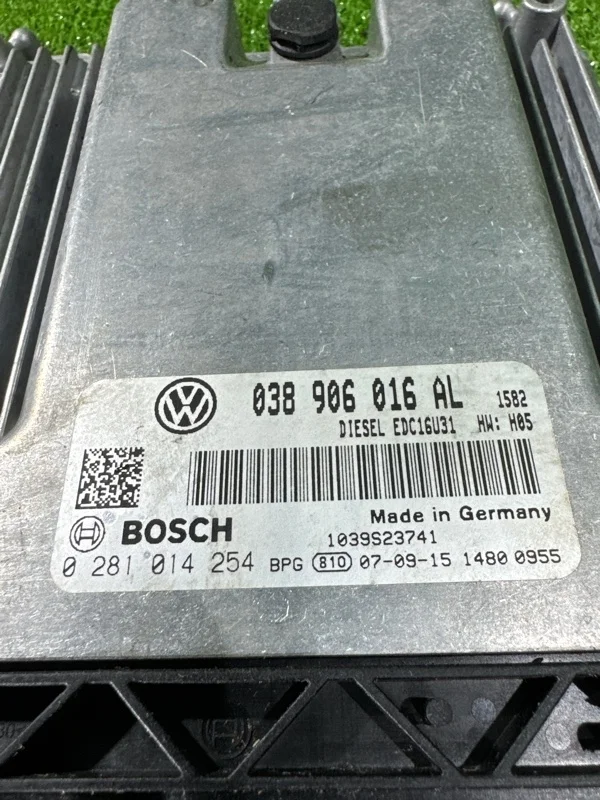 038 906 016 AL 1582
DIESEL EDC16U31 HW: H05
Made in Germany
BOSCH 1039S23741
0 281 014 254 BPG 810 07-09-15 1480 0955